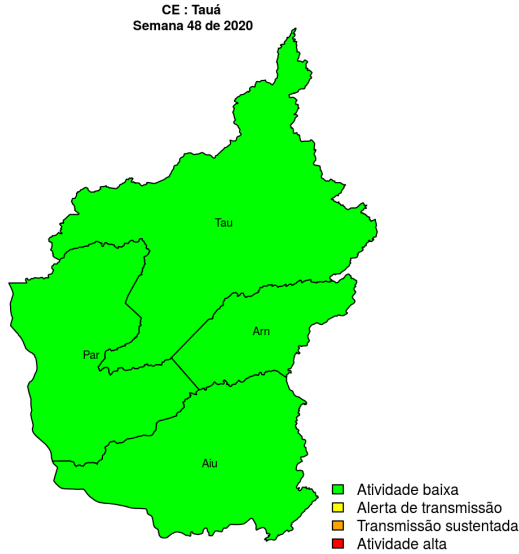 CE : Tauá
Semana 48 de 2020
Tau
Arn
Par
Aiu
Atividade baixa
Alerta de transmissão
Transmissão sustentada
Atividade alta